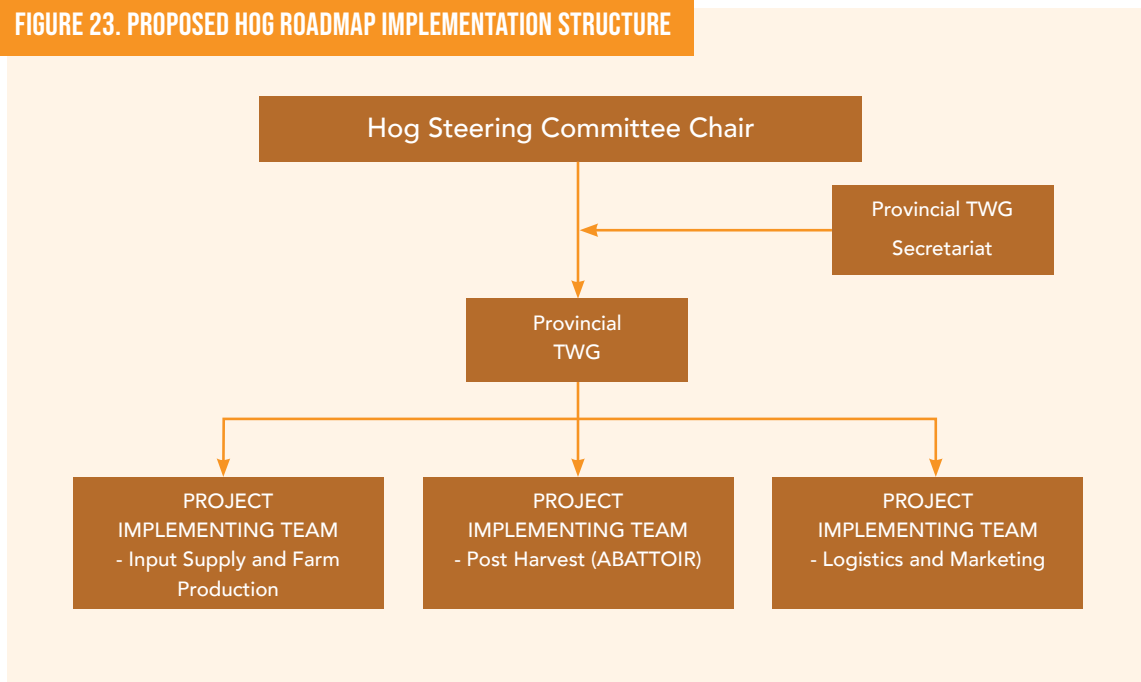 FIGURE 23. PROPOSED HOG ROADMAP IMPLEMENTATION STRUCTURE
Hog Steering Committee Chair
Provincial TWG
Secretariat
Provincial
TWG
PROJECT
IMPLEMENTING TEAM
- Input Supply and Farm
Production
PROJECT
IMPLEMENTING TEAM
- Post Harvest (ABATTOIR)
PROJECT
IMPLEMENTING TEAM
- Logistics and Marketing